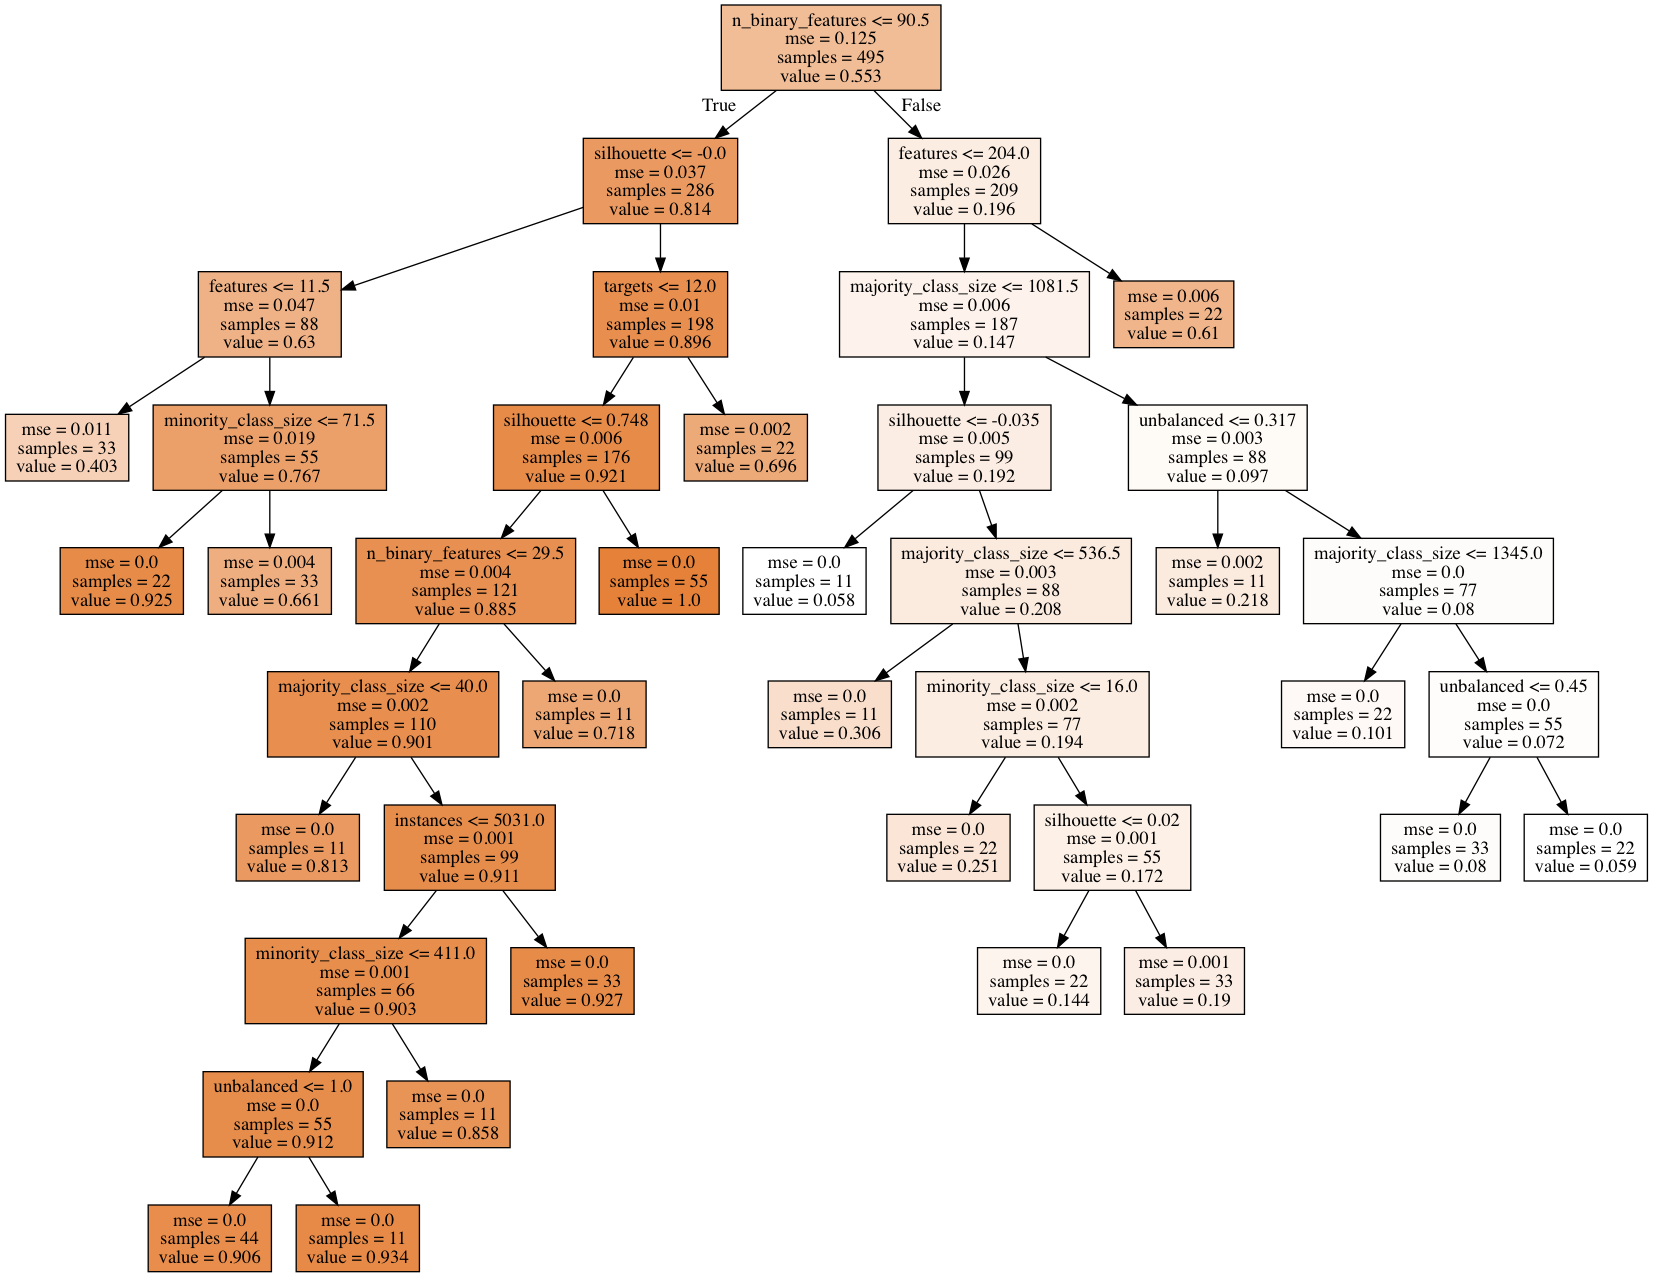 n_binary_features <= 90.5
mse = 0.125
samples = 495
value = 0.553
True
False
silhouette <= -0.0
mse = 0.037
samples = 286
value = 0.814
features <= 204.0
mse = 0.026
samples = 209
value = 0.196
features <= 11.5
mse = 0.047
samples = 88
value = 0.63
targets <= 12.0
mse = 0.01
samples = 198
value = 0.896
majority_class_size <= 1081.5
mse = 0.006
samples = 187
value = 0.147
mse = 0.006
samples = 22
value = 0.61
mse = 0.011
samples = 33
value = 0.403
minority_class_size <= 71.5
mse = 0.019
samples = 55
value = 0.767
silhouette <= 0.748
mse = 0.006
samples = 176
value = 0.921
mse = 0.002
samples = 22
value = 0.696
silhouette <= -0.035
mse = 0.005
samples = 99
value = 0.192
unbalanced <= 0.317
mse = 0.003
samples = 88
value = 0.097
mse = 0.0
samples = 22
value = 0.925
mse = 0.004
samples = 33
value = 0.661
n_binary_features <= 29.5
mse = 0.004
samples = 121
value = 0.885
mse = 0.0
samples = 55
value = 1.0
mse = 0.0
samples = 11
value = 0.058
majority_class_size <= 536.5
mse = 0.003
samples = 88
value = 0.208
mse = 0.002
samples = 11
value = 0.218
majority_class_size <= 1345.0
mse = 0.0
samples = 77
value = 0.08
majority_class_size <= 40.0
mse = 0.002
samples = 110
value = 0.901
mse = 0.0
samples = 11
value = 0.718
mse = 0.0
samples = 11
value = 0.306
minority_class_size <= 16.0
mse = 0.002
samples = 77
value = 0.194
mse = 0.0
samples = 22
value = 0.101
unbalanced <= 0.45
mse = 0.0
samples = 55
value = 0.072
mse = 0.0
samples = 11
value = 0.813
instances <= 5031.0
mse = 0.001
samples = 99
value = 0.911
mse = 0.0
samples = 22
value = 0.251
silhouette <= 0.02
mse = 0.001
samples = 55
value = 0.172
mse = 0.0
samples = 33
value = 0.08
mse = 0.0
samples = 22
value = 0.059
minority_class_size <= 411.0
mse = 0.001
samples = 66
value = 0.903
mse = 0.0
samples = 33
value = 0.927
mse = 0.0
samples = 22
value = 0.144
mse = 0.001
samples = 33
value = 0.19
unbalanced <= 1.0
mse = 0.0
samples = 55
value = 0.912
mse = 0.0
samples = 11
value = 0.858
mse = 0.0
samples = 44
value = 0.906
mse = 0.0
samples = 11
value = 0.934